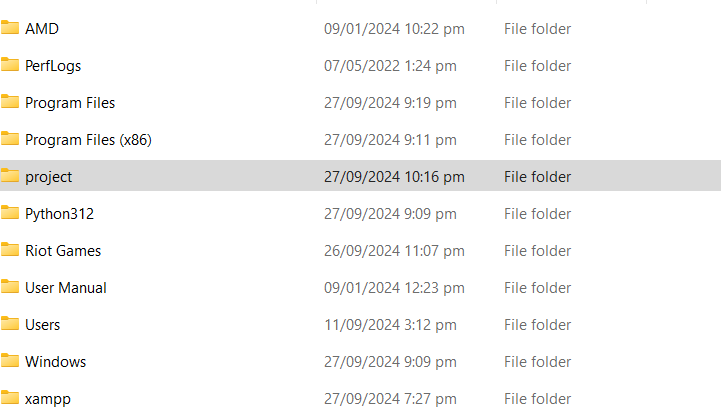 AMD 09/01/2024 10:22 pm File folder
PerfLogs 07/05/2022 1:24 pm File folder
Program Files 27/09/2024 9:19 pm File folder
Program Files (x86) 27/09/2024 9:11 pm File folder
project 27/09/2024 10:16 pm File folder
Python312 27/09/2024 9:09 pm File folder
Riot Games 26/09/2024 11:07 pm File folder
User Manual 09/01/2024 12:23 pm File folder
Users 11/09/2024 3:12 pm File folder
Windows 27/09/2024 9:09 pm File folder
xampp 27/09/2024 7:27 pm File folder